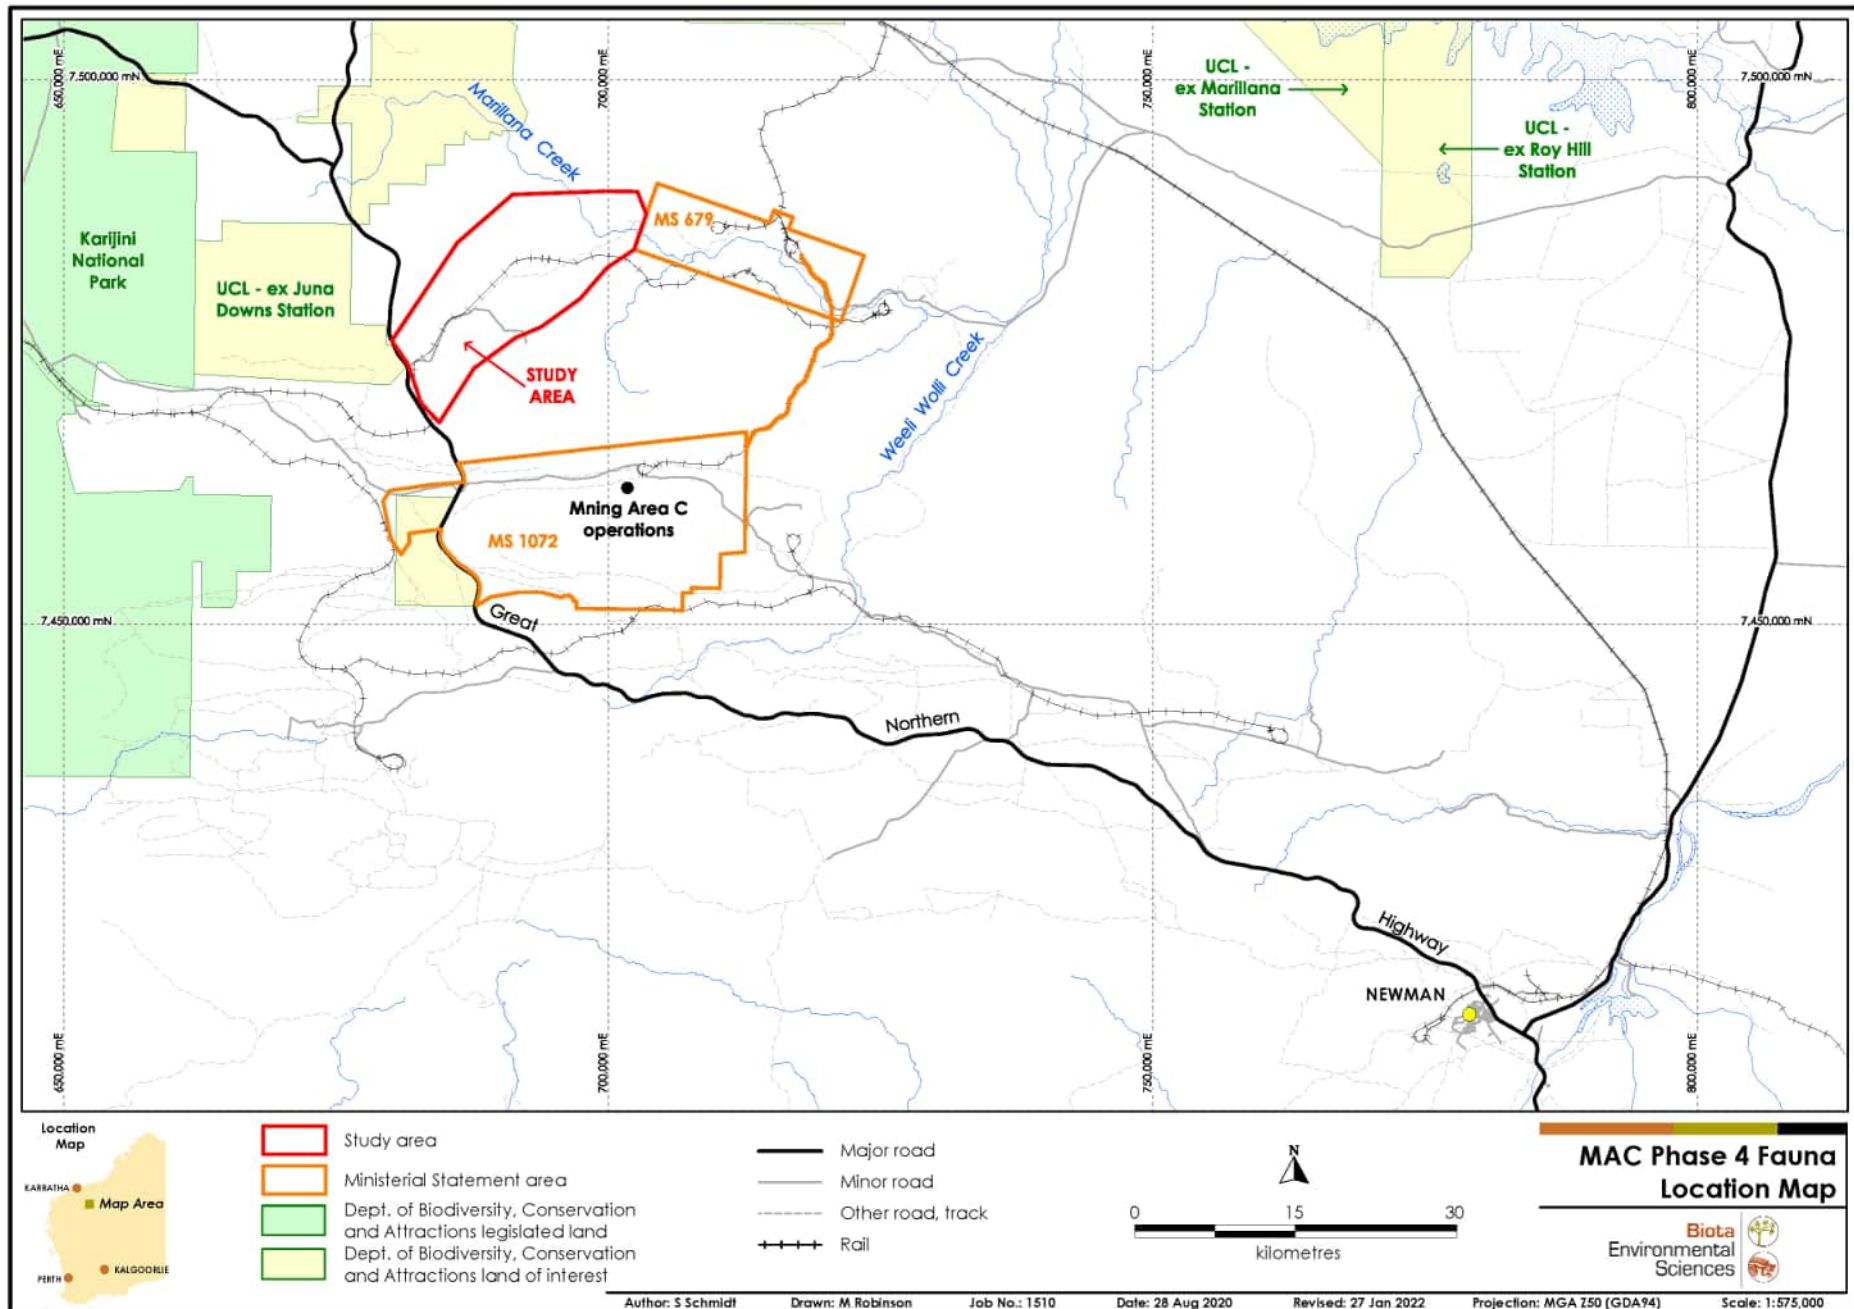 650,000 mE
700,000 mE
750,000 mE
800,000 mE
7,500,000 mN
7,500,000 mN
Marillana Creek
UCL -
ex Marillana
Station
UCL -
ex Roy Hill
Station
Karijini
National
Park
UCL - ex Juna
Downs Station
MS 679
STUDY
AREA
Weeli Wolli Creek
Mning Area C
operations
MS 1072
7,450,000 mN
7,450,000 mN
Great
Northern
Highway
NEWMAN
650,000 mE
700,000 mE
750,000 mE
800,000 mE
Location
Map
KARRATHA
Map Area
PERTH
KALGOORLIE
Study area
Ministerial Statement area
Dept. of Biodiversity, Conservation
and Attractions legislated land
Dept. of Biodiversity, Conservation
and Attractions land of interest
Major road
Minor road
Other road, track
Rail
N
0 15 30
kilometres
MAC Phase 4 Fauna
Location Map
Biota
Environmental
Sciences
Author: S Schmidt Drawn: M Robinson Job No.: 1510 Date: 28 Aug 2020 Revised: 27 Jan 2022 Projection: MGA Z50 (GDA94) Scale: 1:575,000